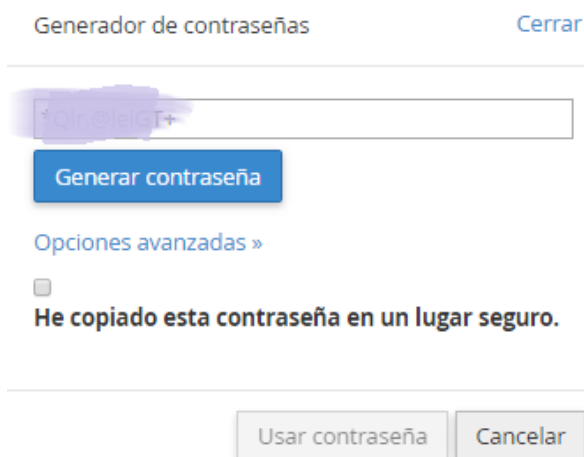 Generador de contraseñas Cerrar
Generar contraseña
Opciones avanzadas »
He copiado esta contraseña en un lugar seguro.
Usar contraseña Cancelar